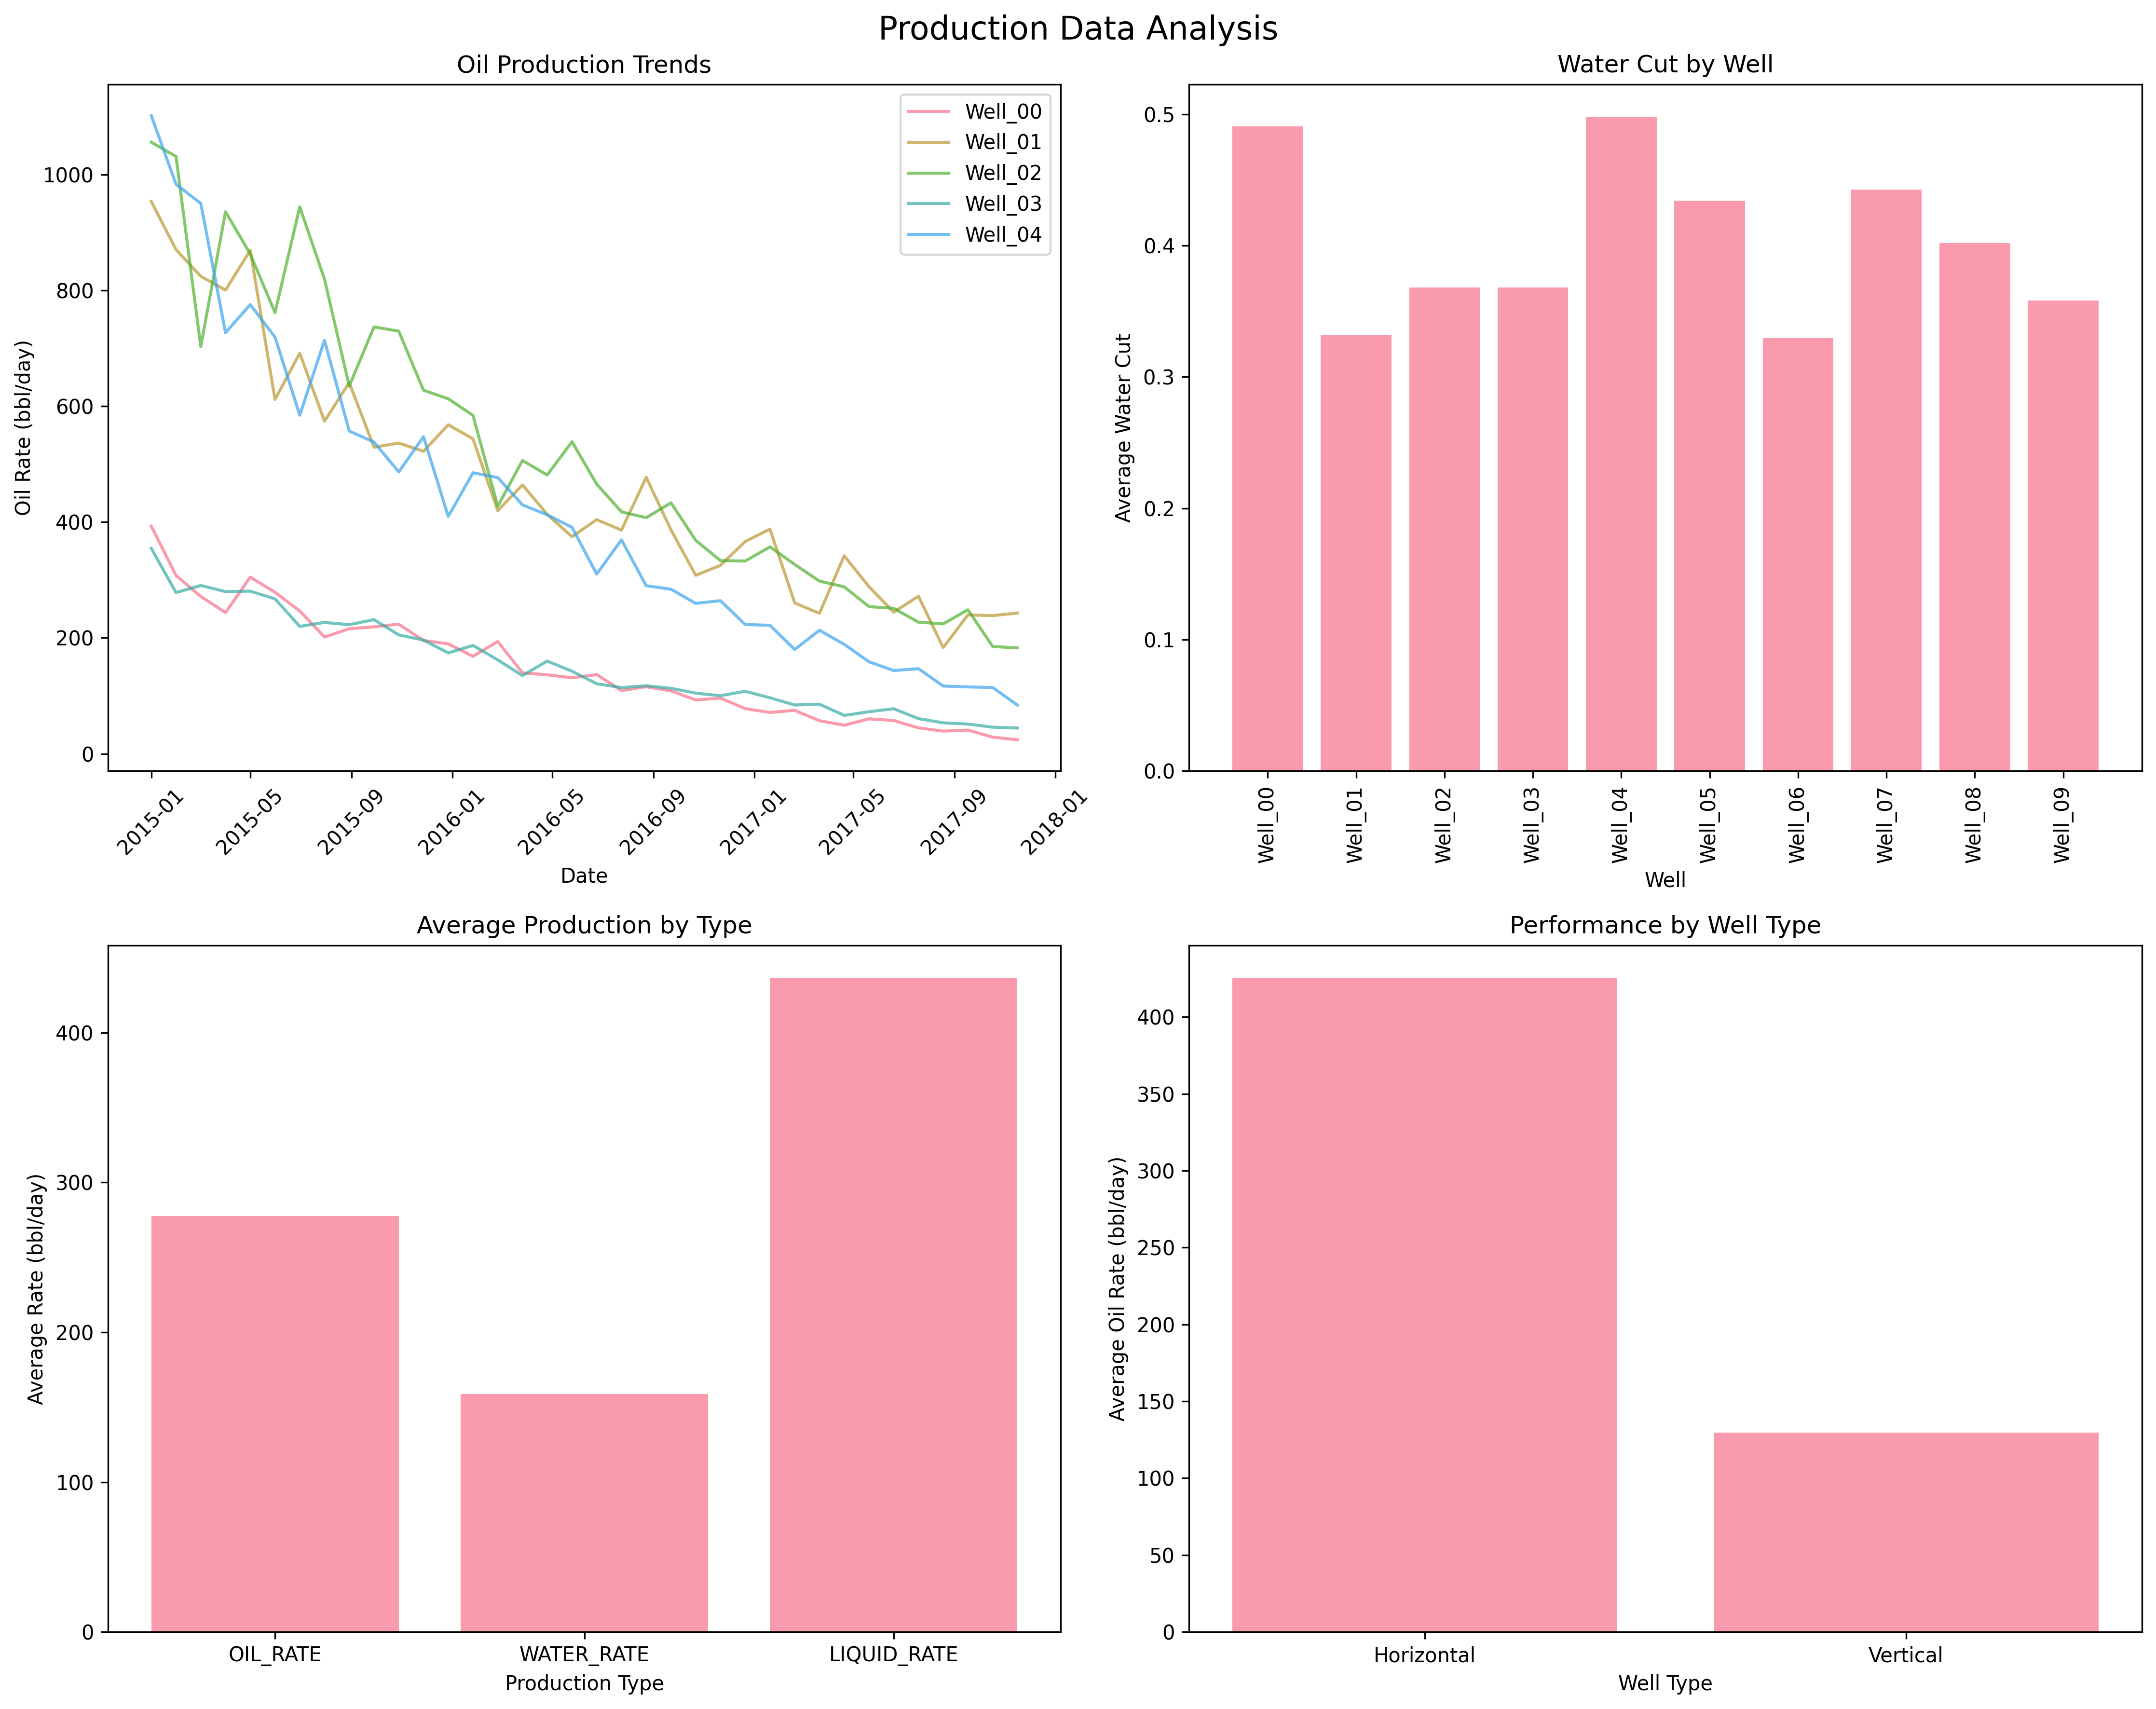 Production Data Analysis
Oil Production Trends
Oil Rate (bbl/day)
1000
800
600
400
200
0
Well_00
Well_01
Well_02
Well_03
Well_04
2015-01
2015-05
2015-09
2016-01
2016-05
2016-09
2017-01
2017-05
2017-09
2018-01
Date
Water Cut by Well
Average Water Cut
0.5
0.4
0.3
0.2
0.1
0.0
Well_00
Well_01
Well_02
Well_03
Well_04
Well_05
Well_06
Well_07
Well_08
Well_09
Well
Average Production by Type
Average Rate (bbl/day)
400
300
200
100
0
OIL_RATE
WATER_RATE
LIQUID_RATE
Production Type
Performance by Well Type
Average Oil Rate (bbl/day)
400
350
300
250
200
150
100
50
0
Horizontal
Vertical
Well Type